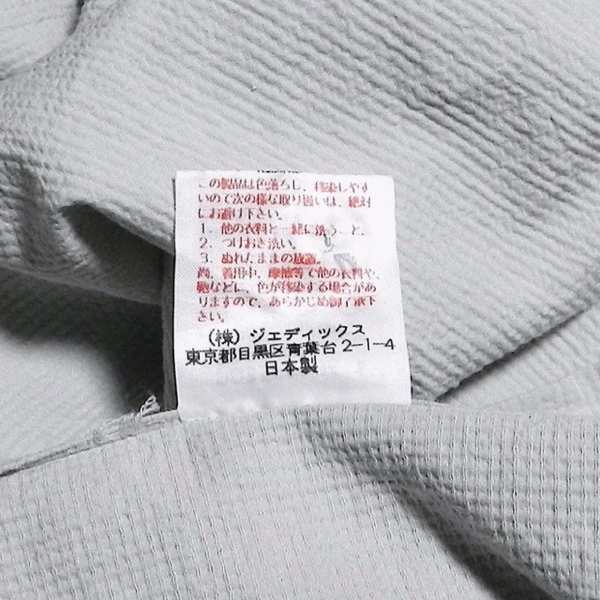 この製品は色落ちし、移染しやす
いので次の様な取り扱いは、絶対
にお避け下さい。
1. 他の衣料と一緒に洗うこと。
2. つけおき洗い。
3. ぬれたままの放置。
尚、着用中、摩擦等で他の衣料や、
鞄などに、色が移染する場合があ
りますので、あらかじめ御了承下
さい。
(株)ジェディックス
東京都目黒区青葉台2-1-4
日本製